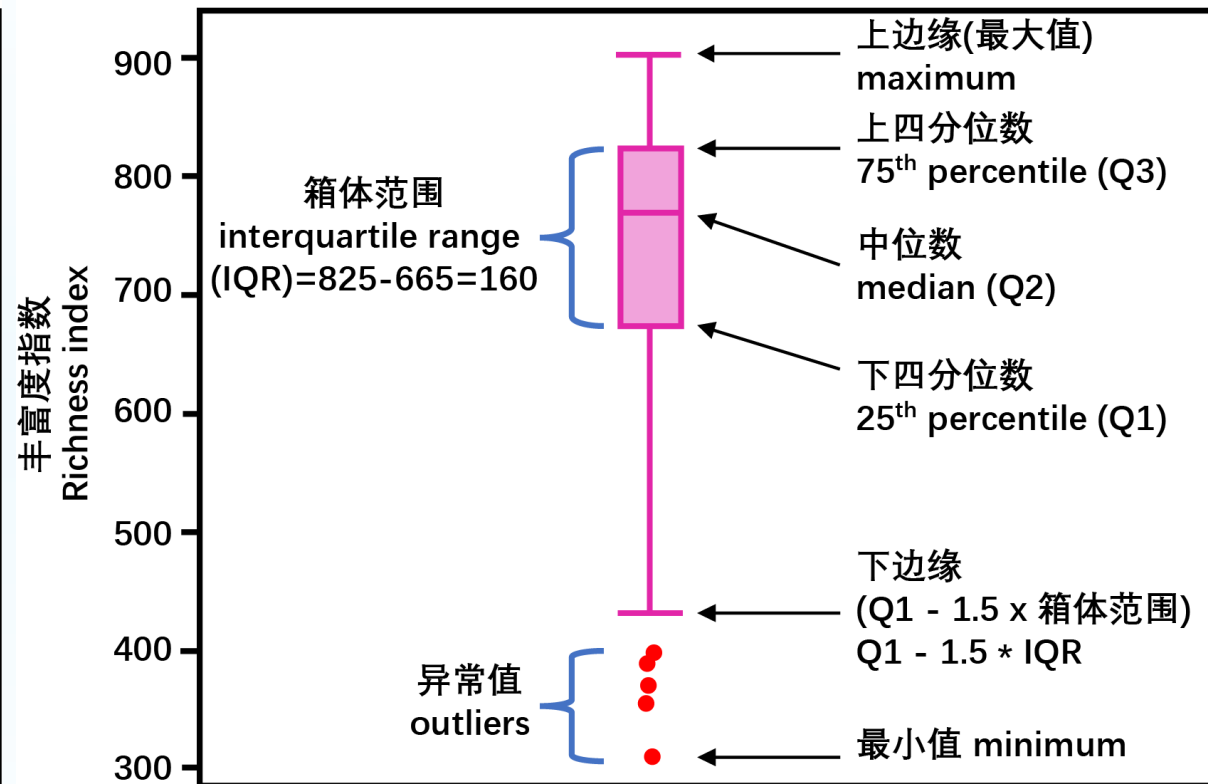 丰富度指数
Richness index
900
800
700
600
500
400
300
箱体范围
interquartile range
(IQR)=825-665=160
异常值
outliers
上边缘(最大值)
maximum
上四分位数
75th percentile (Q3)
中位数
median (Q2)
下四分位数
25th percentile (Q1)
下边缘
(Q1 - 1.5 x 箱体范围)
Q1 - 1.5 * IQR
最小值 minimum